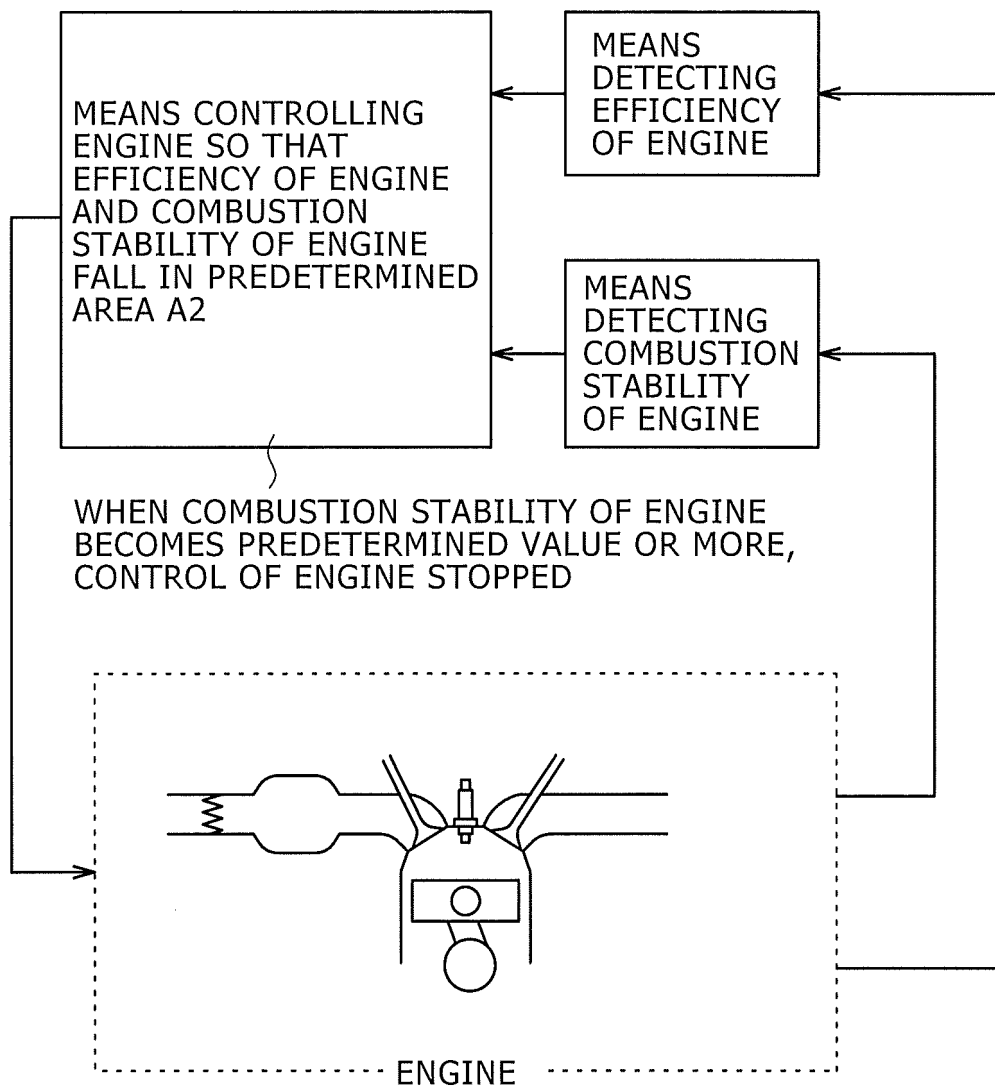 MEANS CONTROLLING
ENGINE SO THAT
EFFICIENCY OF ENGINE
AND COMBUSTION
STABILITY OF ENGINE
FALL IN PREDETERMINED
AREA A2
MEANS
DETECTING
EFFICIENCY
OF ENGINE
MEANS
DETECTING
COMBUSTION
STABILITY
OF ENGINE
WHEN COMBUSTION STABILITY OF ENGINE
BECOMES PREDETERMINED VALUE OR MORE,
CONTROL OF ENGINE STOPPED
ENGINE